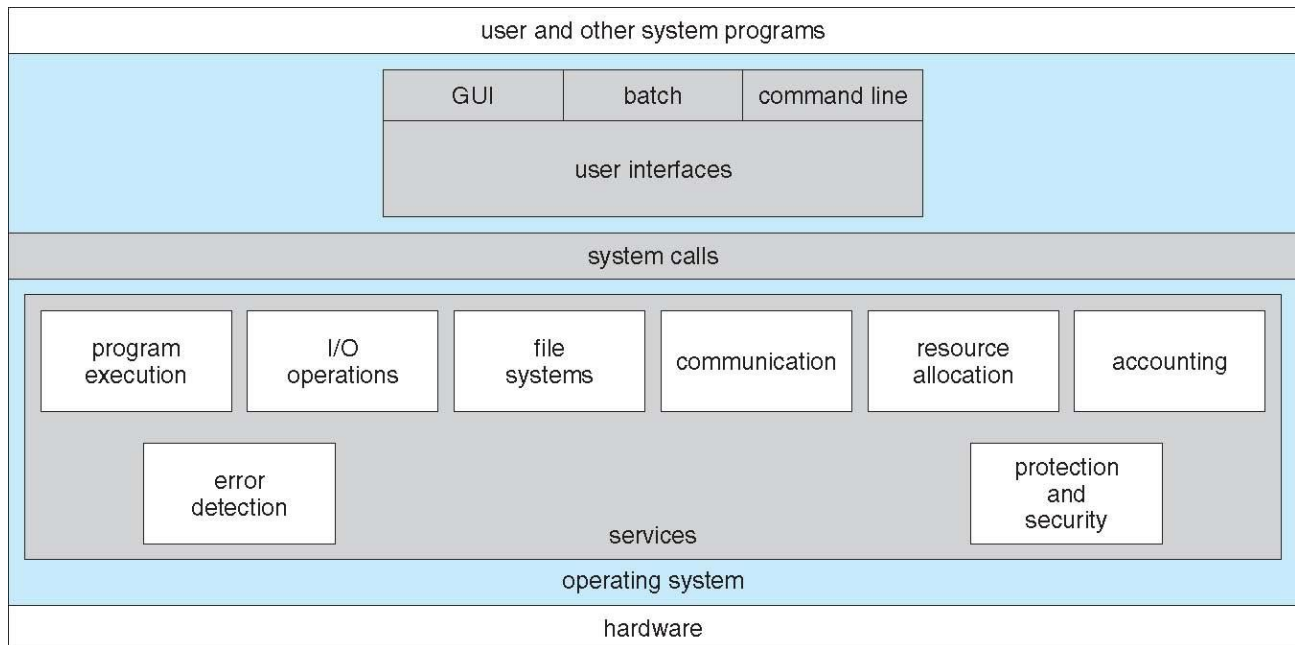 user and other system programs
GUI
batch
command line
user interfaces
system calls
program
execution
I/O
operations
file
systems
communication
resource
allocation
accounting
error
detection
protection
and
security
services
operating system
hardware